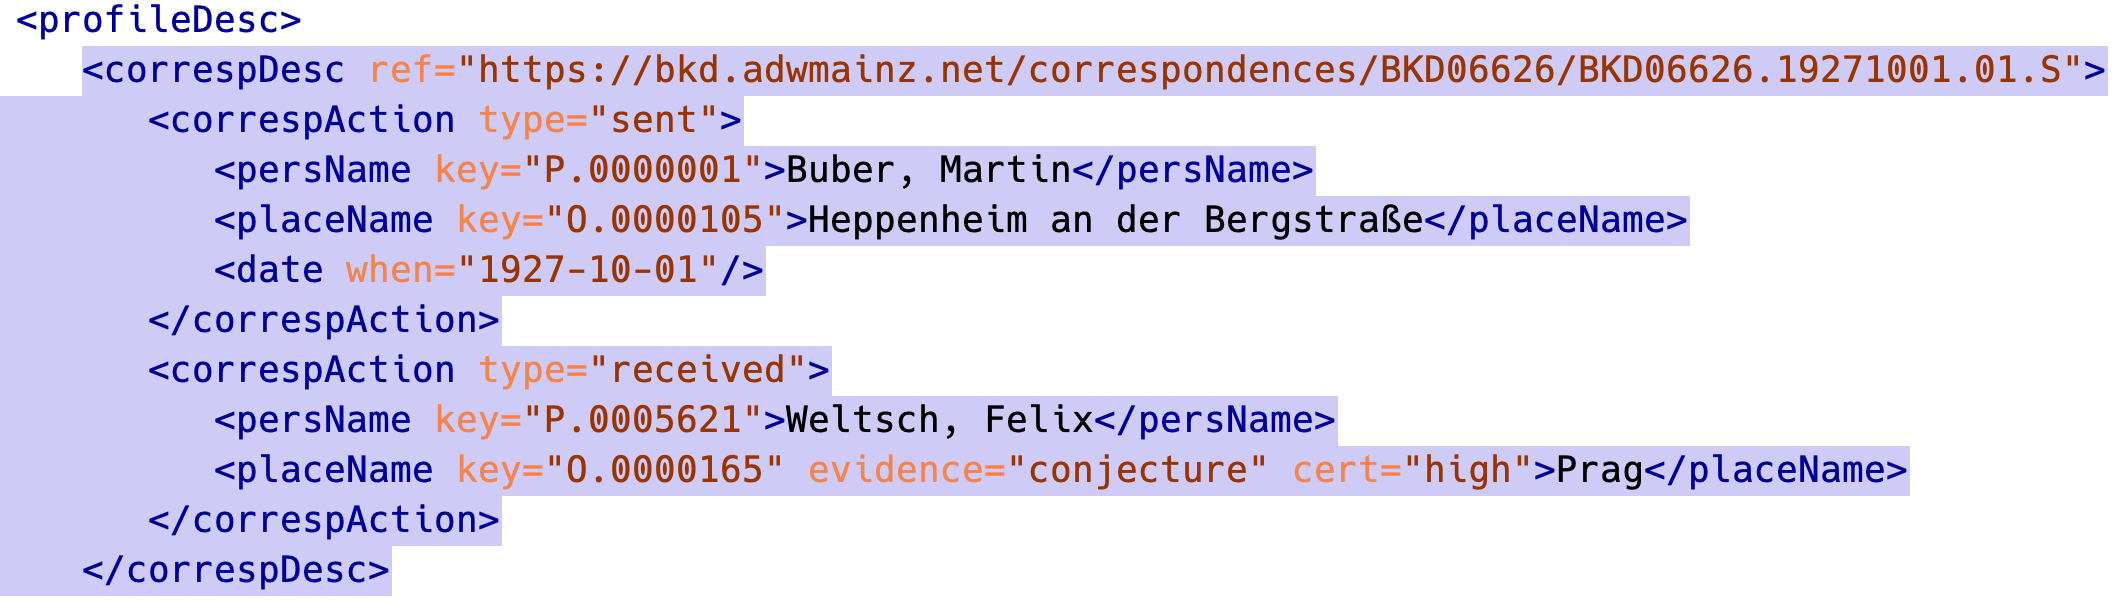 <profileDesc>
<correspDesc ref="https://bkd.adwmainz.net/correspondences/BKD06626/BKD06626.19271001.01.S">
<correspAction type="sent">
<persName key="P.0000001">Buber, Martin</persName>
<placeName key="O.0000105">Heppenheim an der Bergstraße</placeName>
<date when="1927-10-01"/>
</correspAction>
<correspAction type="received">
<persName key="P.0005621">Weltsch, Felix</persName>
<placeName key="O.0000165" evidence="conjecture" cert="high">Prag</placeName>
</correspAction>
</correspDesc>